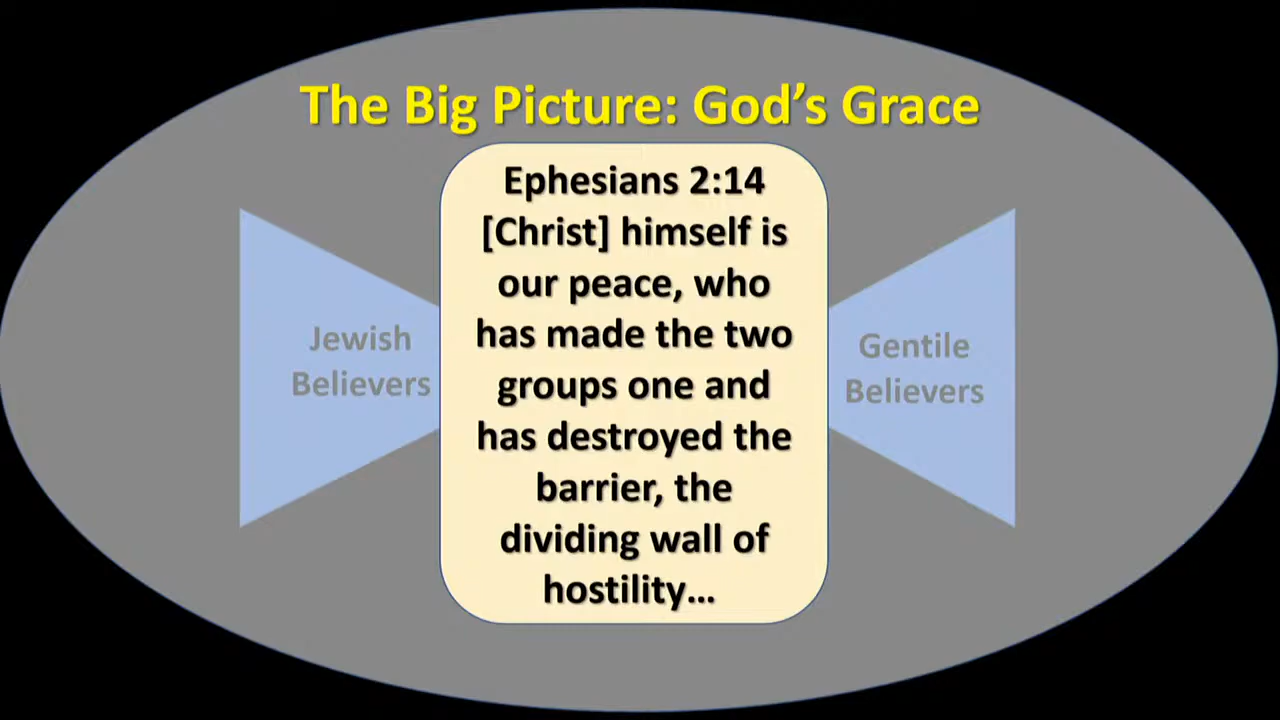 The Big Picture: God’s Grace
Ephesians 2:14
[Christ] himself is
our peace, who
has made the two
groups one and
has destroyed the
barrier, the
dividing wall of
hostility…
Jewish
Believers
Gentile
Believers